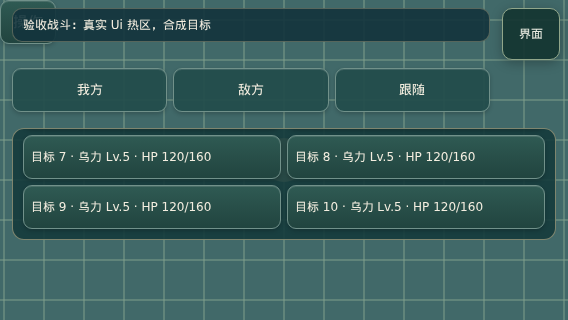 验收战斗：真实 Ui 热区，合成目标
界面
我方
敌方
跟随
目标 7 · 乌力 Lv.5 · HP 120/160
目标 8 · 乌力 Lv.5 · HP 120/160
目标 9 · 乌力 Lv.5 · HP 120/160
目标 10 · 乌力 Lv.5 · HP 120/160